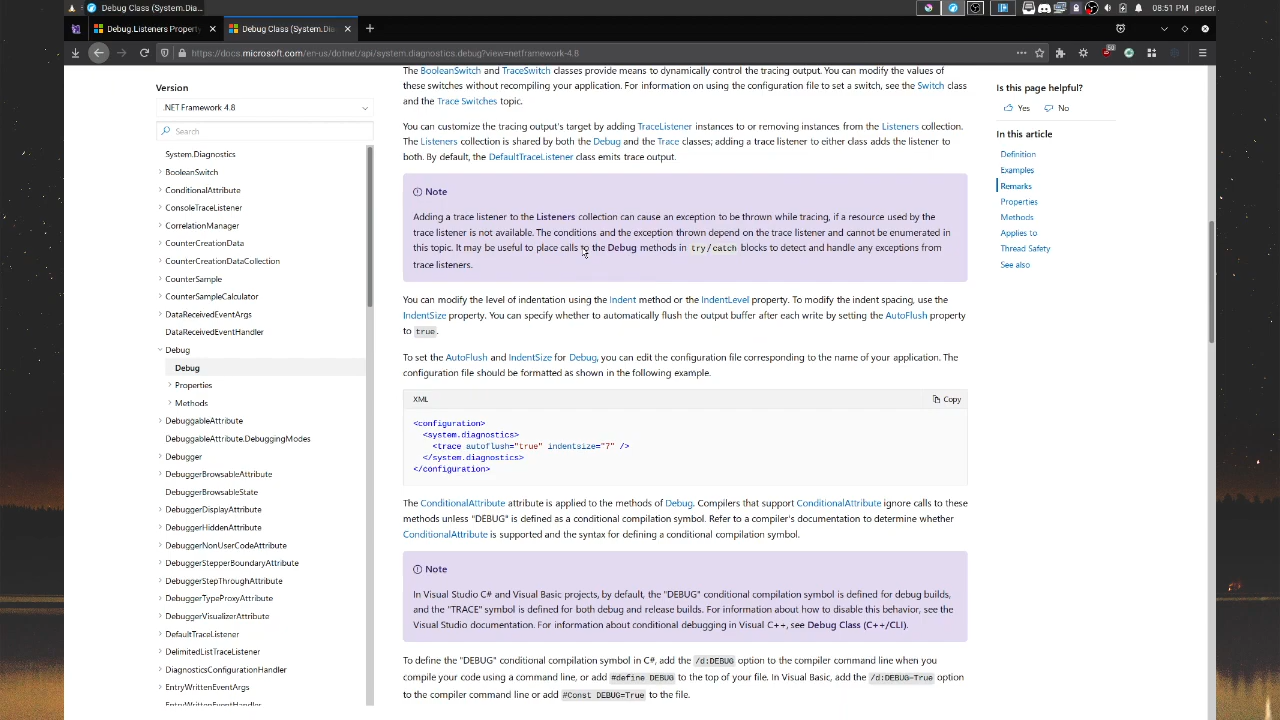 Debug Class (System.Dia...
08:51 PM peter
Debug.Listeners Property
Debug Class (System.Dia
https://docs.microsoft.com/en-us/dotnet/api/system.diagnostics.debug?view=netframework-4.8
Version
.NET Framework 4.8
Search
System.Diagnostics
BooleanSwitch
ConditionalAttribute
ConsoleTraceListener
CorrelationManager
CounterCreationData
CounterCreationDataCollection
CounterSample
CounterSampleCalculator
DataReceivedEventArgs
DataReceivedEventHandler
Debug
Debug
Properties
Methods
DebuggableAttribute
DebuggableAttribute.DebuggingModes
Debugger
DebuggerBrowsableAttribute
DebuggerBrowsableState
DebuggerDisplayAttribute
DebuggerHiddenAttribute
DebuggerNonUserCodeAttribute
DebuggerStepperBoundaryAttribute
DebuggerStepThroughAttribute
DebuggerTypeProxyAttribute
DebuggerVisualizerAttribute
DefaultTraceListener
DelimitedListTraceListener
DiagnosticsConfigurationHandler
EntryWrittenEventArgs
EntryWrittenEventHandler
The BooleanSwitch and TraceSwitch classes provide means to dynamically control the tracing output. You can modify the values of
these switches without recompiling your application. For information on using the configuration file to set a switch, see the Switch class
and the Trace Switches topic.
You can customize the tracing output's target by adding TraceListener instances to or removing instances from the Listeners collection.
The Listeners collection is shared by both the Debug and the Trace classes; adding a trace listener to either class adds the listener to
both. By default, the DefaultTraceListener class emits trace output.
Note
Adding a trace listener to the Listeners collection can cause an exception to be thrown while tracing, if a resource used by the
trace listener is not available. The conditions and the exception thrown depend on the trace listener and cannot be enumerated in
this topic. It may be useful to place calls to the Debug methods in try/catch blocks to detect and handle any exceptions from
trace listeners.
You can modify the level of indentation using the Indent method or the IndentLevel property. To modify the indent spacing, use the
IndentSize property. You can specify whether to automatically flush the output buffer after each write by setting the AutoFlush property
to true.
To set the AutoFlush and IndentSize for Debug, you can edit the configuration file corresponding to the name of your application. The
configuration file should be formatted as shown in the following example.
XML
Copy
<configuration>
<system.diagnostics>
<trace autoflush="true" indentsize="7" />
</system.diagnostics>
</configuration>
The ConditionalAttribute attribute is applied to the methods of Debug. Compilers that support ConditionalAttribute ignore calls to these
methods unless "DEBUG" is defined as a conditional compilation symbol. Refer to a compiler's documentation to determine whether
ConditionalAttribute is supported and the syntax for defining a conditional compilation symbol.
Note
In Visual Studio C# and Visual Basic projects, by default, the "DEBUG" conditional compilation symbol is defined for debug builds,
and the "TRACE" symbol is defined for both debug and release builds. For information about how to disable this behavior, see the
Visual Studio documentation. For information about conditional debugging in Visual C++, see Debug Class (C++/CLI).
To define the "DEBUG" conditional compilation symbol in C#, add the /d:DEBUG option to the compiler command line when you
compile your code using a command line, or add #define DEBUG to the top of your file. In Visual Basic, add the /d:DEBUG=True option
to the compiler command line or add #Const DEBUG=True to the file.
Is this page helpful?
Yes No
In this article
Definition
Examples
Remarks
Properties
Methods
Applies to
Thread Safety
See also